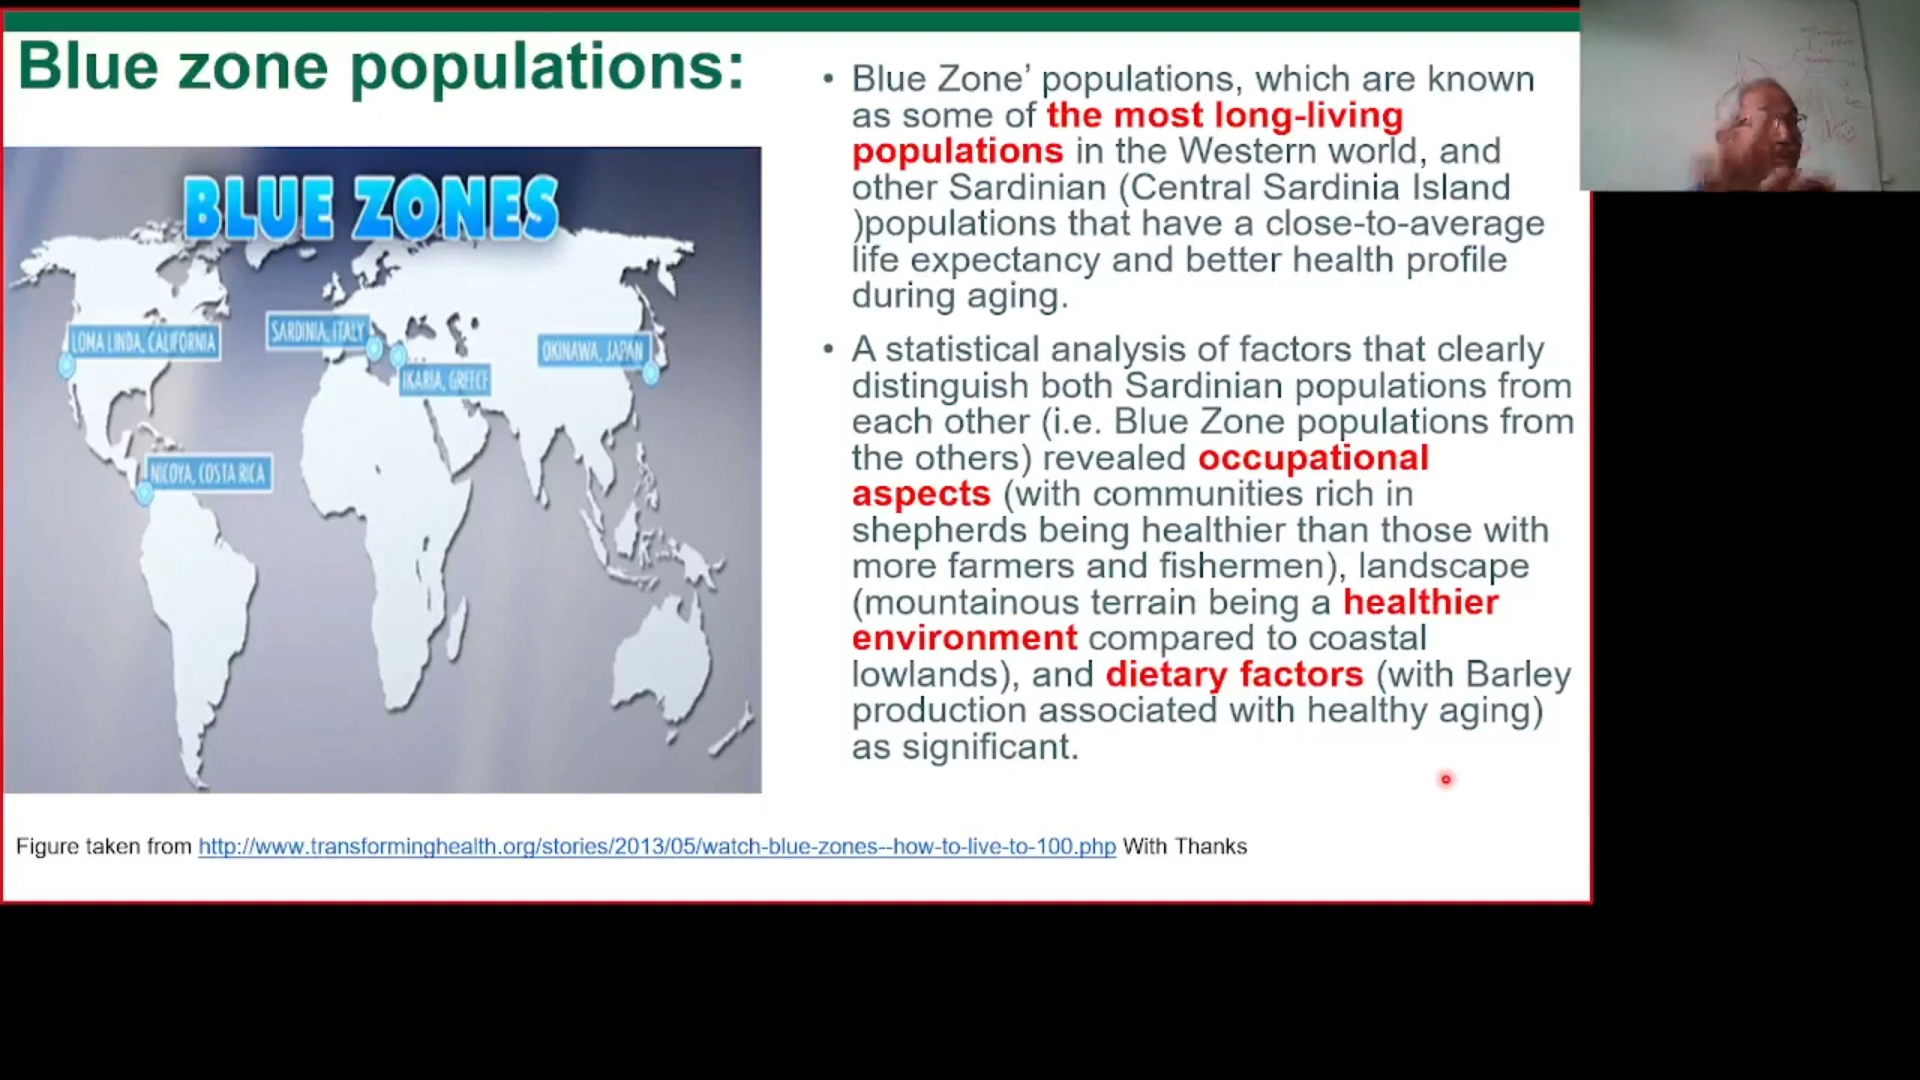 Blue zone populations:
BLUE ZONES
LOMA LINDA, CALIFORNIA
SARDINIA, ITALY
IKARIA, GREECE
OKINAWA, JAPAN
NICOYA, COSTA RICA
• Blue Zone’ populations, which are known
as some of the most long-living
populations in the Western world, and
other Sardinian (Central Sardinia Island
)populations that have a close-to-average
life expectancy and better health profile
during aging.
• A statistical analysis of factors that clearly
distinguish both Sardinian populations from
each other (i.e. Blue Zone populations from
the others) revealed occupational
aspects (with communities rich in
shepherds being healthier than those with
more farmers and fishermen), landscape
(mountainous terrain being a healthier
environment compared to coastal
lowlands), and dietary factors (with Barley
production associated with healthy aging)
as significant.
Figure taken from http://www.transforminghealth.org/stories/2013/05/watch-blue-zones--how-to-live-to-100.php With Thanks